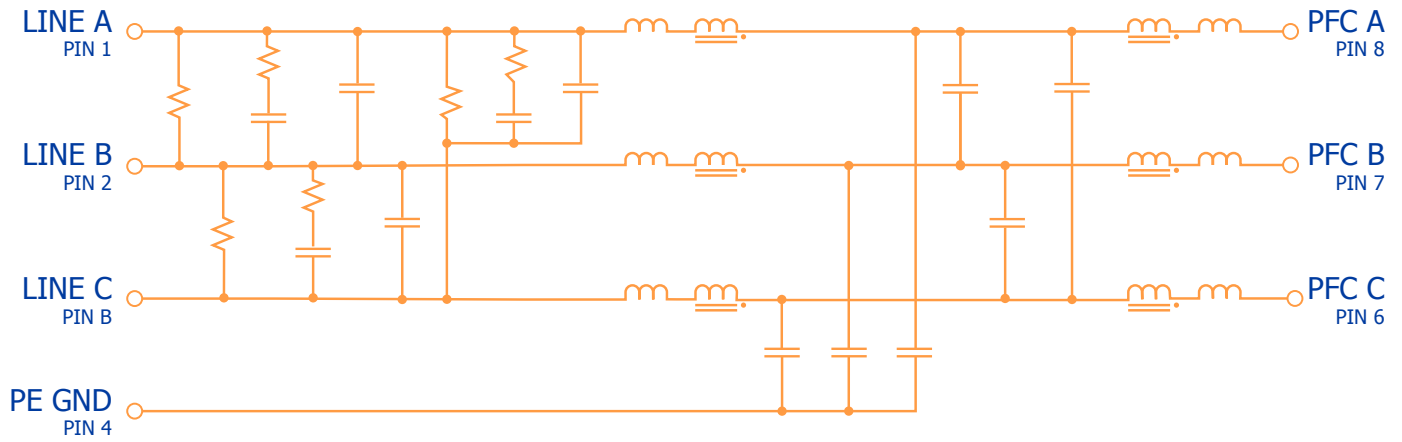 LINE A
PIN 1
PFC A
PIN 8
LINE B
PIN 2
PFC B
PIN 7
LINE C
PIN B
PFC C
PIN 6
PE GND
PIN 4